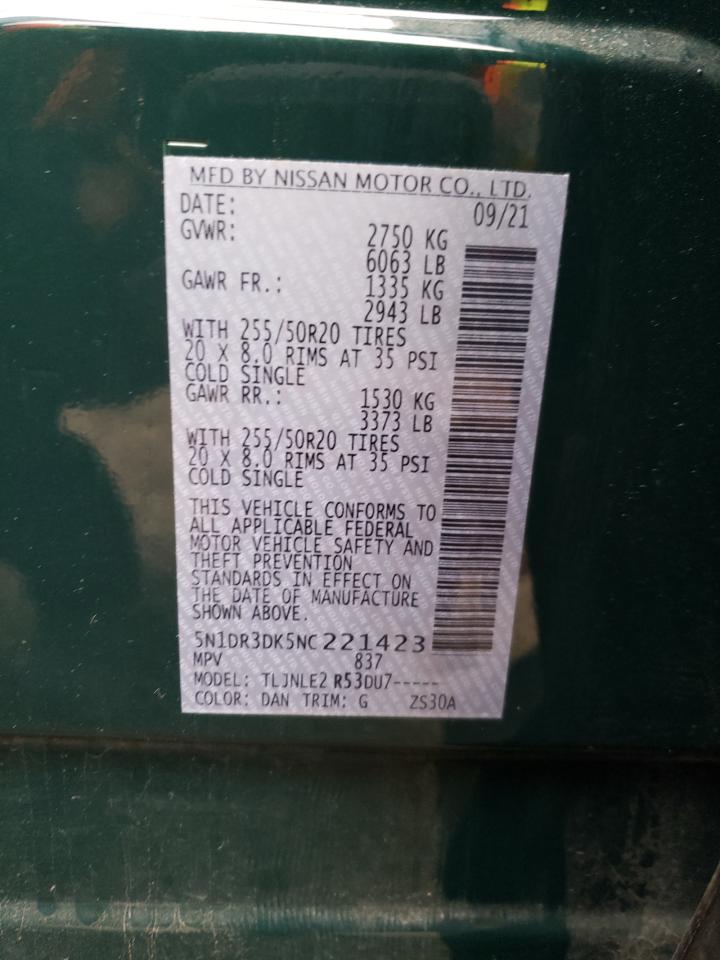 MFD BY NISSAN MOTOR CO., LTD.
DATE: 09/21
GVWR: 2750 KG
6063 LB
GAWR FR.: 1335 KG
2943 LB
WITH 255/50R20 TIRES
20 X 8.0 RIMS AT 35 PSI
COLD SINGLE
GAWR RR.: 1530 KG
3373 LB
WITH 255/50R20 TIRES
20 X 8.0 RIMS AT 35 PSI
COLD SINGLE
THIS VEHICLE CONFORMS TO
ALL APPLICABLE FEDERAL
MOTOR VEHICLE SAFETY AND
THEFT PREVENTION
STANDARDS IN EFFECT ON
THE DATE OF MANUFACTURE
SHOWN ABOVE.
5N1DR3DK5NC221423
MPV 837
MODEL: TLJNLE2 R53DU7-----
COLOR: DAN TRIM: G ZS30A